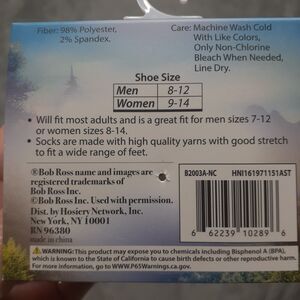 Fiber: 98% Polyester,
2% Spandex.
Care: Machine Wash Cold
With Like Colors,
Only Non-Chlorine
Bleach When Needed,
Line Dry.
Shoe Size
Men 8-12
Women 9-14
• Will fit most adults and is a great fit for men sizes 7-12
or women sizes 8-14.
• Socks are made with high quality yarns with good stretch
to fit a wide range of feet.
®Bob Ross name and images are
registered trademarks of
Bob Ross Inc.
©Bob Ross Inc. Used with permission.
Dist. by Hosiery Network, Inc.
New York, NY 10001
RN 96380
made in china
B2003A-NC HNI161971151AST
6 62239 10289 6
WARNING: This product may expose you to chemicals including Bisphenol A (BPA),
which is known to the State of California to cause birth defects or other reproductive harm.
For more information go to www.P65Warnings.ca.gov.